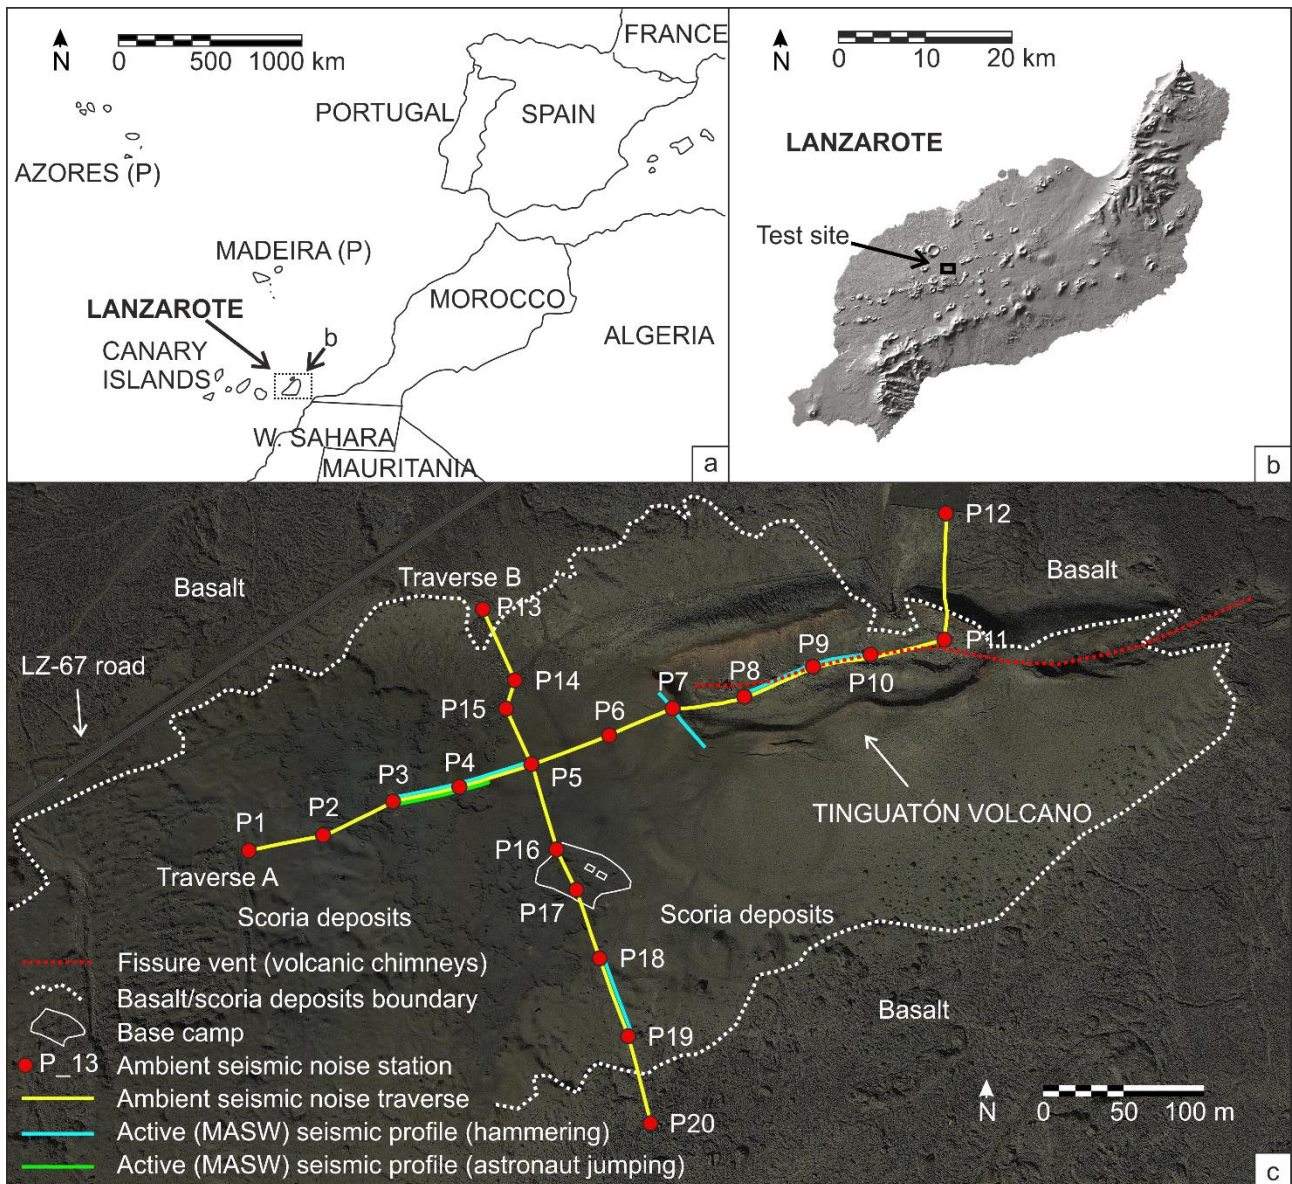 FRANCE
N
0 500 1000 km
PORTUGAL
SPAIN
AZORES (P)
MADEIRA (P)
LANZAROTE
b
MOROCCO
CANARY
ISLANDS
ALGERIA
W. SAHARA
MAURITANIA
a
N
0 10 20 km
LANZAROTE
Test site
b
P12
Basalt
Traverse B
Basalt
P13
LZ-67 road
P11
P9
P14
P8
P10
P7
P15
P6
P4
P5
P3
P2
TINGUATÓN VOLCANO
P1
P16
Traverse A
P17
Scoria deposits
Scoria deposits
Fissure vent (volcanic chimneys)
P18
Basalt/scoria deposits boundary
Basalt
Base camp
P19
P_13 Ambient seismic noise station
Ambient seismic noise traverse
N
0 50 100 m
P20
Active (MASW) seismic profile (hammering)
Active (MASW) seismic profile (astronaut jumping)
c